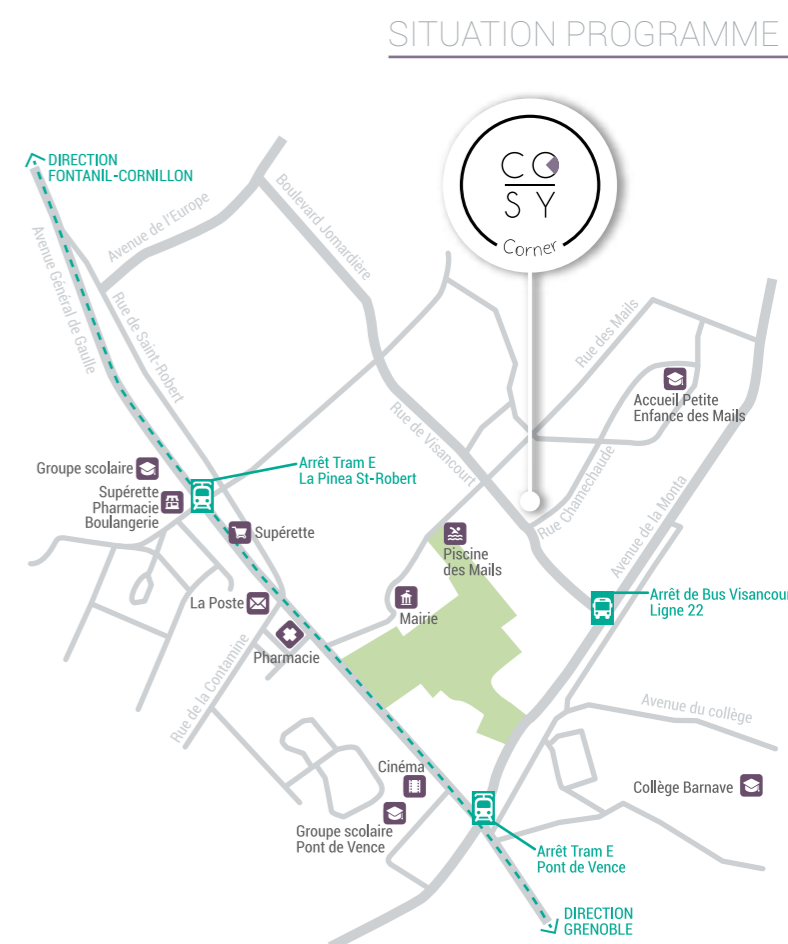 SITUATION PROGRAMME
CO
SY
Corner
DIRECTION
FONTANIL-CORNILLON
Avenue de l'Europe
Boulevard Jomardière
Avenue Général de Gaulle
Rue de Saint-Robert
Rue des Mails
Accueil Petite
Enfance des Mails
Rue de Visancourt
Groupe scolaire
Arrêt Tram E
La Pinea St-Robert
Supérette
Pharmacie
Boulangerie
Rue Chamechaude
Avenue de la Monta
Supérette
Piscine
des Mails
La Poste
Mairie
Arrêt de Bus Visancour
Ligne 22
Pharmacie
Rue de la Contamine
Avenue du collège
Cinéma
Collège Barnave
Groupe scolaire
Pont de Vence
Arrêt Tram E
Pont de Vence
DIRECTION
GRENOBLE